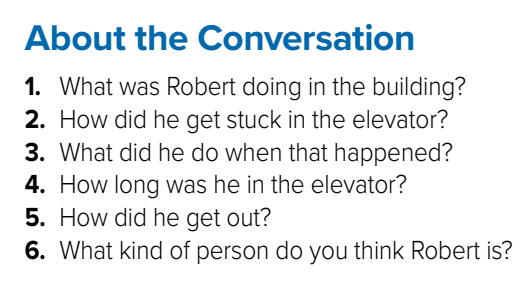 About the Conversation
1. What was Robert doing in the building?
2. How did he get stuck in the elevator?
3. What did he do when that happened?
4. How long was he in the elevator?
5. How did he get out?
6. What kind of person do you think Robert is?